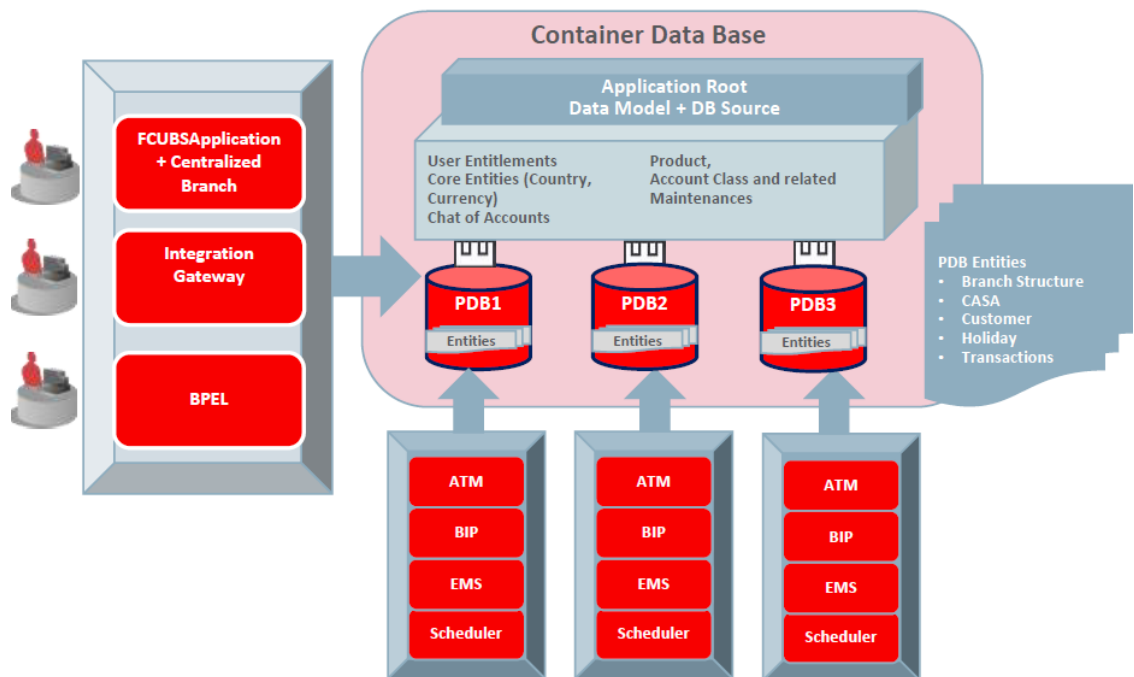 Container Data Base
Application Root
Data Model + DB Source
FCUBSApplication
+ Centralized
Branch
User Entitlements
Core Entities (Country,
Currency)
Chat of Accounts
Product,
Account Class and related
Maintenances
Integration
Gateway
BPEL
PDB1
Entities
PDB2
Entities
PDB3
Entities
PDB Entities
• Branch Structure
• CASA
• Customer
• Holiday
• Transactions
ATM
BIP
EMS
Scheduler
ATM
BIP
EMS
Scheduler
ATM
BIP
EMS
Scheduler